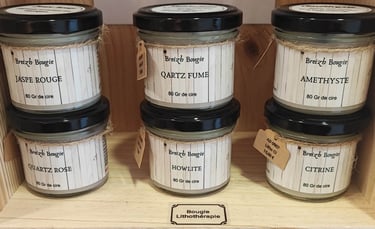 Breizh Bougie
JASPE ROUGE
80 Gr de cire
Breizh Bougie
QARTZ FUME
80 Gr de cire
Breizh Bougie
AMETHYSTE
80 Gr de cire
Breizh Bougie
QUARTZ ROSE
80 Gr de cire
Breizh Bougie
HOWLITE
80 Gr de cire
Breizh Bougie
CITRINE
80 Gr de cire
Bougie
Lithothérapie